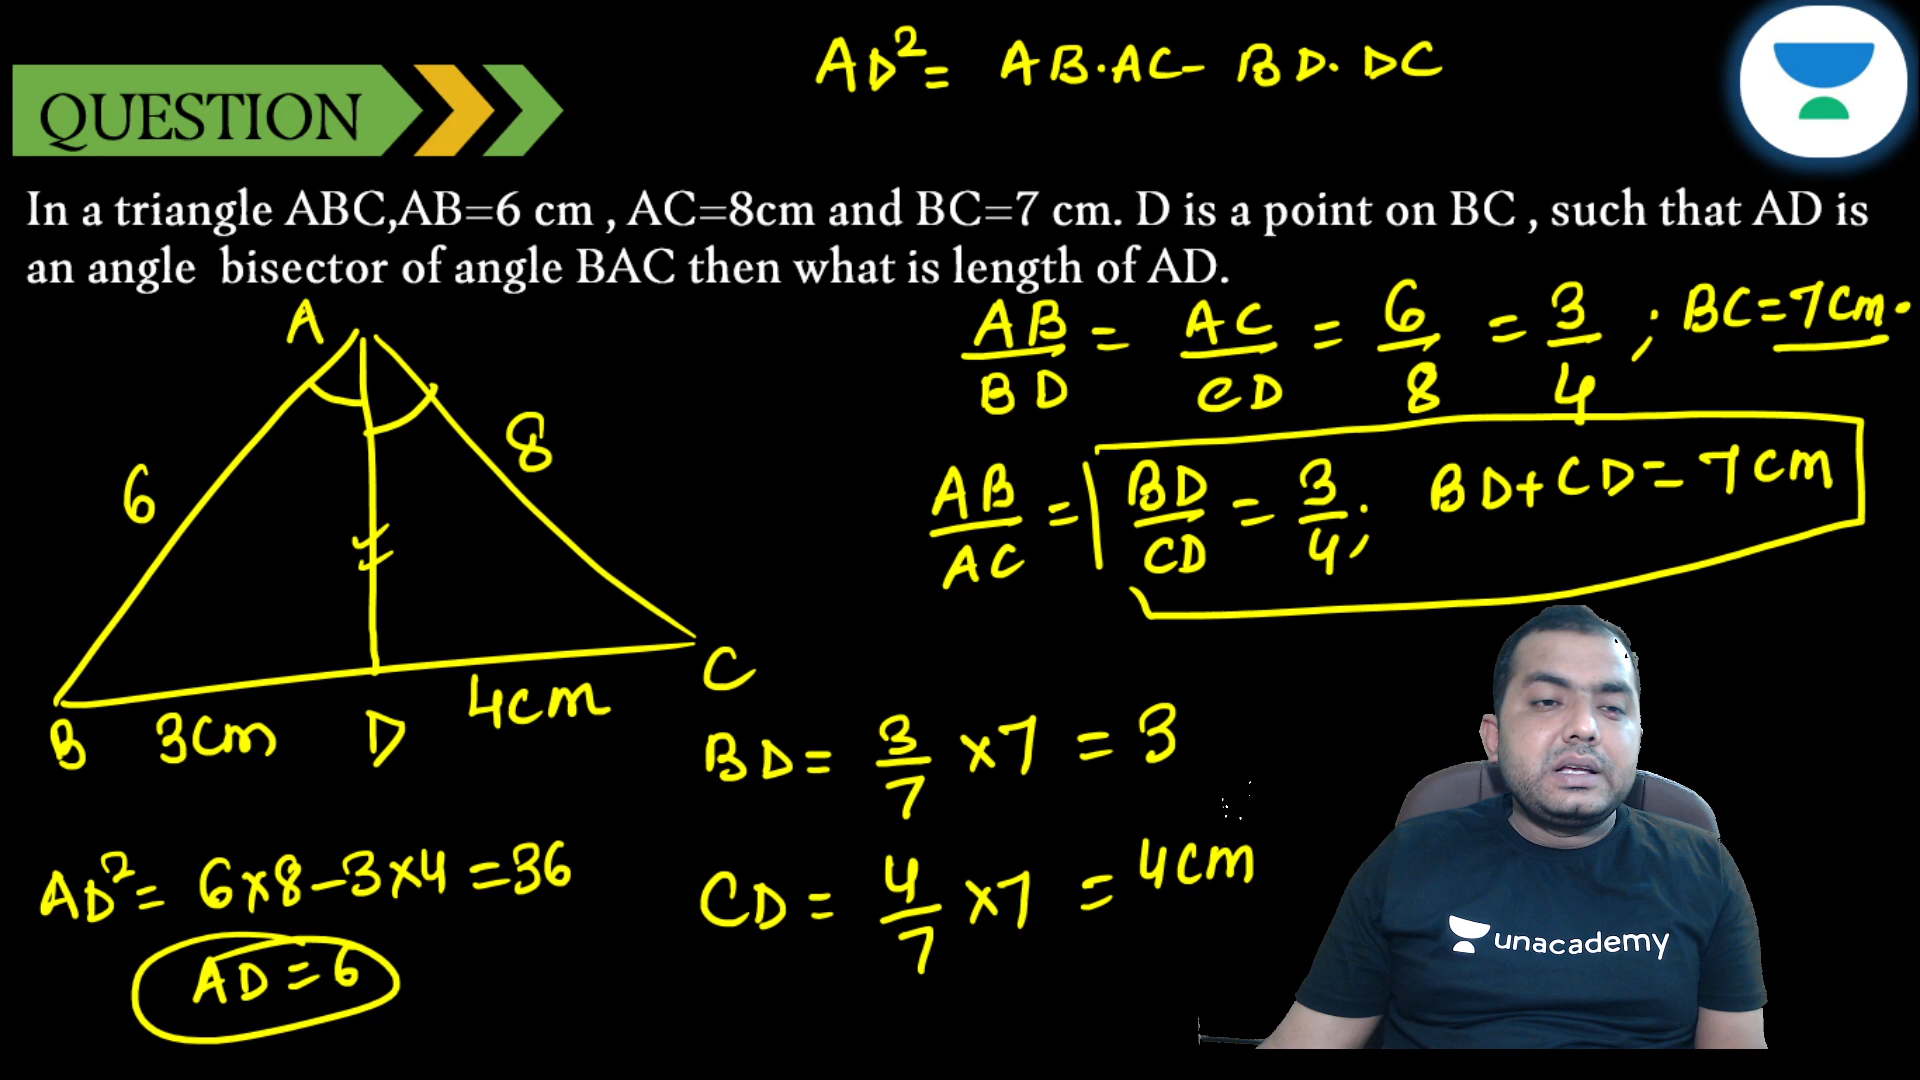 AD² = AB·AC - BD·DC
QUESTION
In a triangle ABC,AB=6 cm , AC=8cm and BC=7 cm. D is a point on BC , such that AD is
an angle bisector of angle BAC then what is length of AD.
AB/BD = AC/CD = 6/8 = 3/4 ; BC=7cm.
A
6
8
AB/AC = BD/CD = 3/4; BD+CD=7cm
C
B 3cm D 4cm
BD = 3/7 ×7 = 3
AD² = 6×8-3×4 =36
CD = 4/7 ×7 = 4cm
AD = 6
unacademy